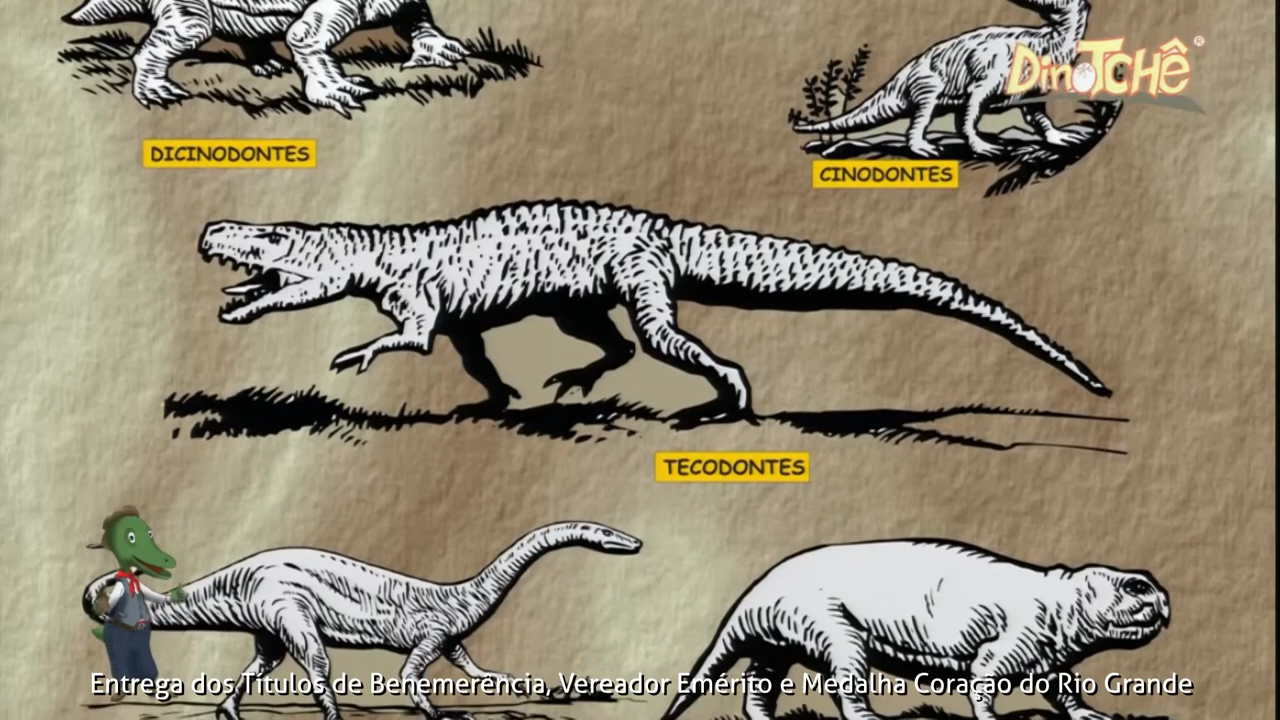 DinoTCHÊ®
DICINODONTES
CINODONTES
TECODONTES
Entrega dos Títulos de Benemerência, Vereador Emérito e Medalha Coração do Rio Grande